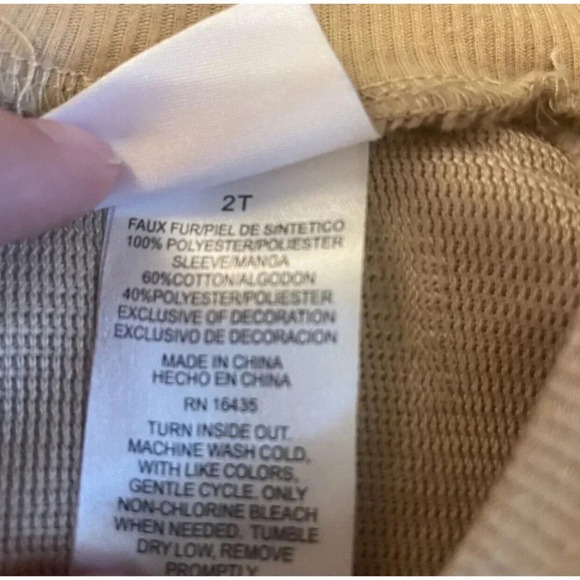 2T
FAUX FUR/PIEL DE SINTETICO
100% POLYESTER/POLIESTER
SLEEVE/MANGA
60%COTTON/ALGODON
40%POLYESTER/POLIESTER
EXCLUSIVE OF DECORATION
EXCLUSIVO DE DECORACION
MADE IN CHINA
HECHO EN CHINA
RN 16435
TURN INSIDE OUT.
MACHINE WASH COLD,
WITH LIKE COLORS,
GENTLE CYCLE. ONLY
NON-CHLORINE BLEACH
WHEN NEEDED. TUMBLE
DRY LOW, REMOVE
PROMPTLY